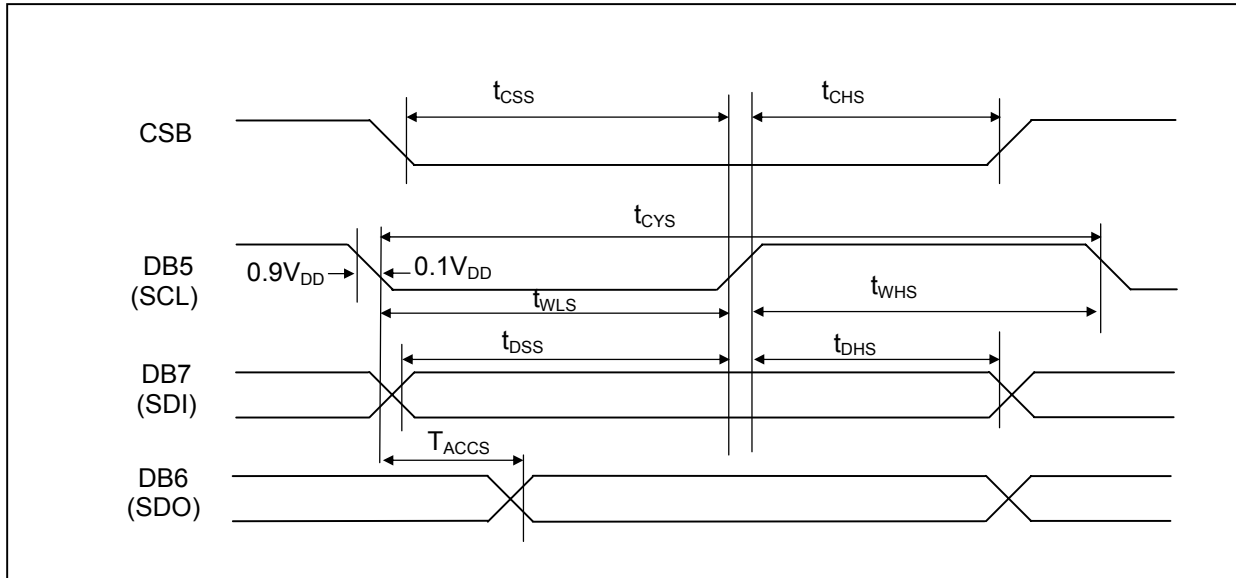 tCSS
tCHS
CSB
tCYS
DB5
(SCL)
0.9VDD
0.1VDD
tWLS
tWHS
tDSS
tDHS
DB7
(SDI)
TACCS
DB6
(SDO)